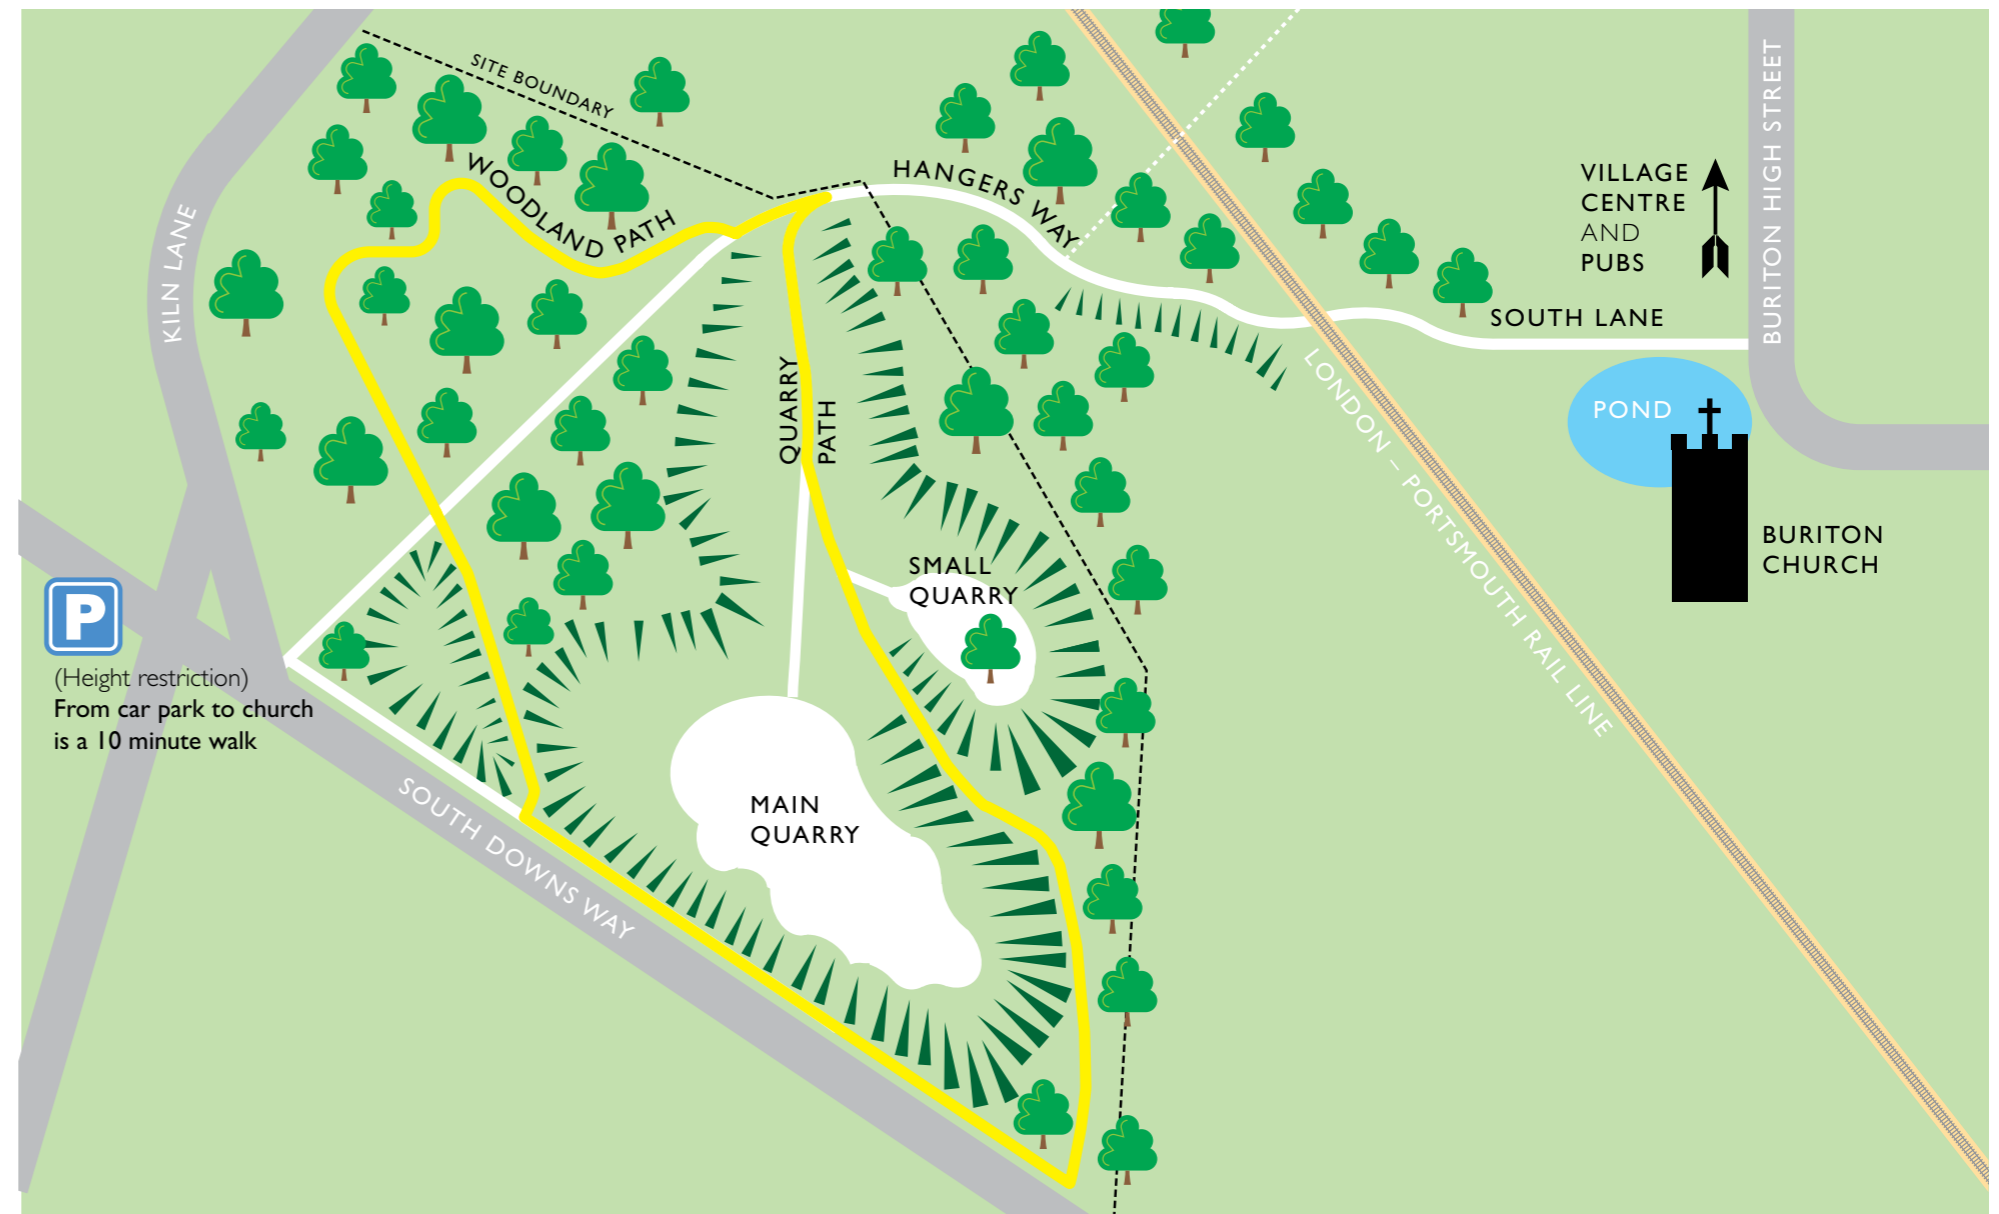 SITE BOUNDARY
WOODLAND PATH
HANGERS WAY
KILN LANE
VILLAGE
CENTRE
AND
PUBS
BURITON HIGH STREET
SOUTH LANE
QUARRY
PATH
LONDON – PORTSMOUTH RAIL LINE
POND
BURITON
CHURCH
SMALL
QUARRY
P
(Height restriction)
From car park to church
is a 10 minute walk
MAIN
QUARRY
SOUTH DOWNS WAY